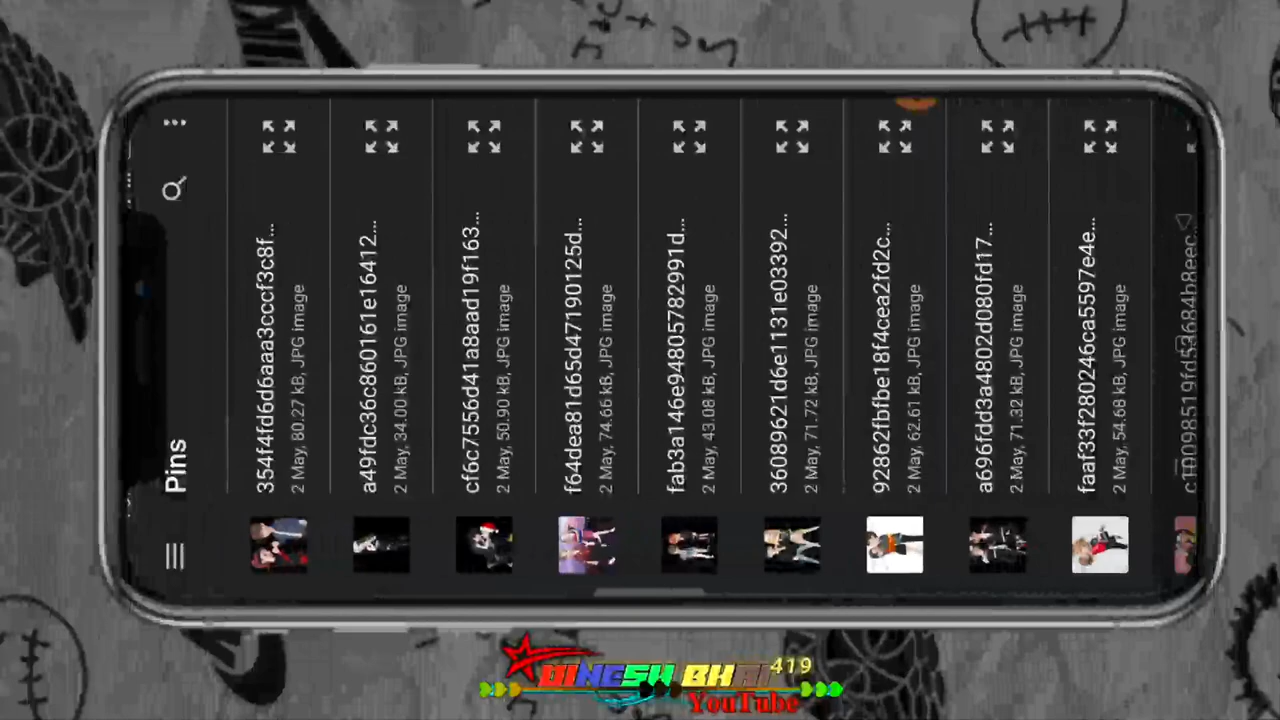 Pins
354f4fd6d6aaa3cccf3c8f...
2 May, 80.27 kB, JPG image
a49fdc36c860161e16412...
2 May, 34.00 kB, JPG image
cf6c7556d41a8aad19f163...
2 May, 50.90 kB, JPG image
f64dea81d65d47190125d...
2 May, 74.66 kB, JPG image
fab3a146e94805782991d...
2 May, 43.08 kB, JPG image
36089621d6e1131e03392...
2 May, 71.72 kB, JPG image
92862fbfbe18f4cea2fd2c...
2 May, 62.61 kB, JPG image
a696fdd3a4802d080fd17...
2 May, 71.32 kB, JPG image
faaf33f280246ca5597e4e...
2 May, 54.68 kB, JPG image
DINESH BHAI 419
YouTube